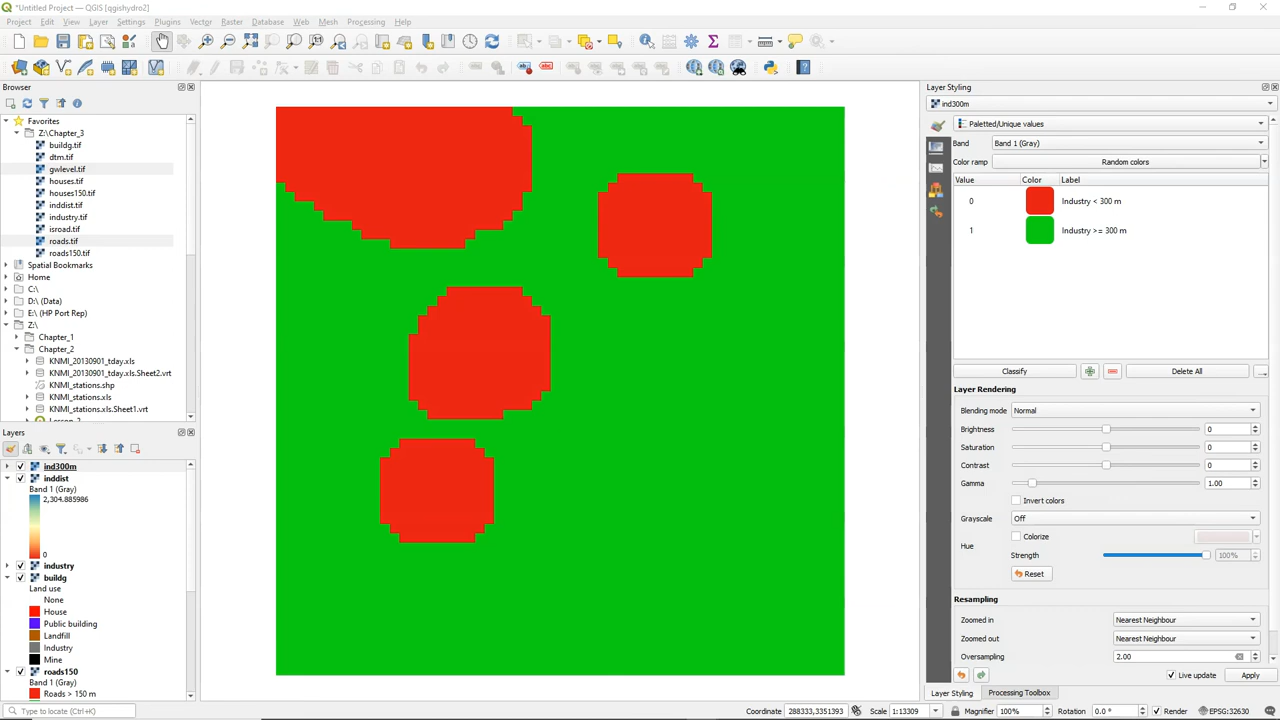 *Untitled Project — QGIS [qgishydro2]
Project Edit View Layer Settings Plugins Vector Raster Database Web Mesh Processing Help
Browser
Favorites
Z:\Chapter_3
buildg.tif
dtm.tif
gwlevel.tif
houses.tif
houses150.tif
inddist.tif
industry.tif
isroad.tif
roads.tif
roads150.tif
Spatial Bookmarks
Home
C:\
D:\ (Data)
E:\ (HP Port Rep)
Z:\
Chapter_1
Chapter_2
KNMI_20130901_tday.xls
KNMI_20130901_tday.xls.Sheet2.vrt
KNMI_stations.shp
KNMI_stations.xls
KNMI_stations.xls.Sheet1.vrt
Layers
ind300m
inddist
Band 1 (Gray)
2,304.885986
0
industry
buildg
Land use
None
House
Public building
Landfill
Industry
Mine
roads150
Band 1 (Gray)
Roads > 150 m
Layer Styling
ind300m
Paletted/Unique values
Band Band 1 (Gray)
Color ramp Random colors
Value Color Label
0 Industry < 300 m
1 Industry >= 300 m
Classify Delete All
Layer Rendering
Blending mode Normal
Brightness 0
Saturation 0
Contrast 0
Gamma 1.00
Invert colors
Grayscale Off
Hue Colorize
Strength 100%
Reset
Resampling
Zoomed in Nearest Neighbour
Zoomed out Nearest Neighbour
Oversampling 2.00
Live update Apply
Layer Styling Processing Toolbox
Type to locate (Ctrl+K) Coordinate 288333,3351393 Scale 1:13309 Magnifier 100% Rotation 0.0 ° Render EPSG:32630